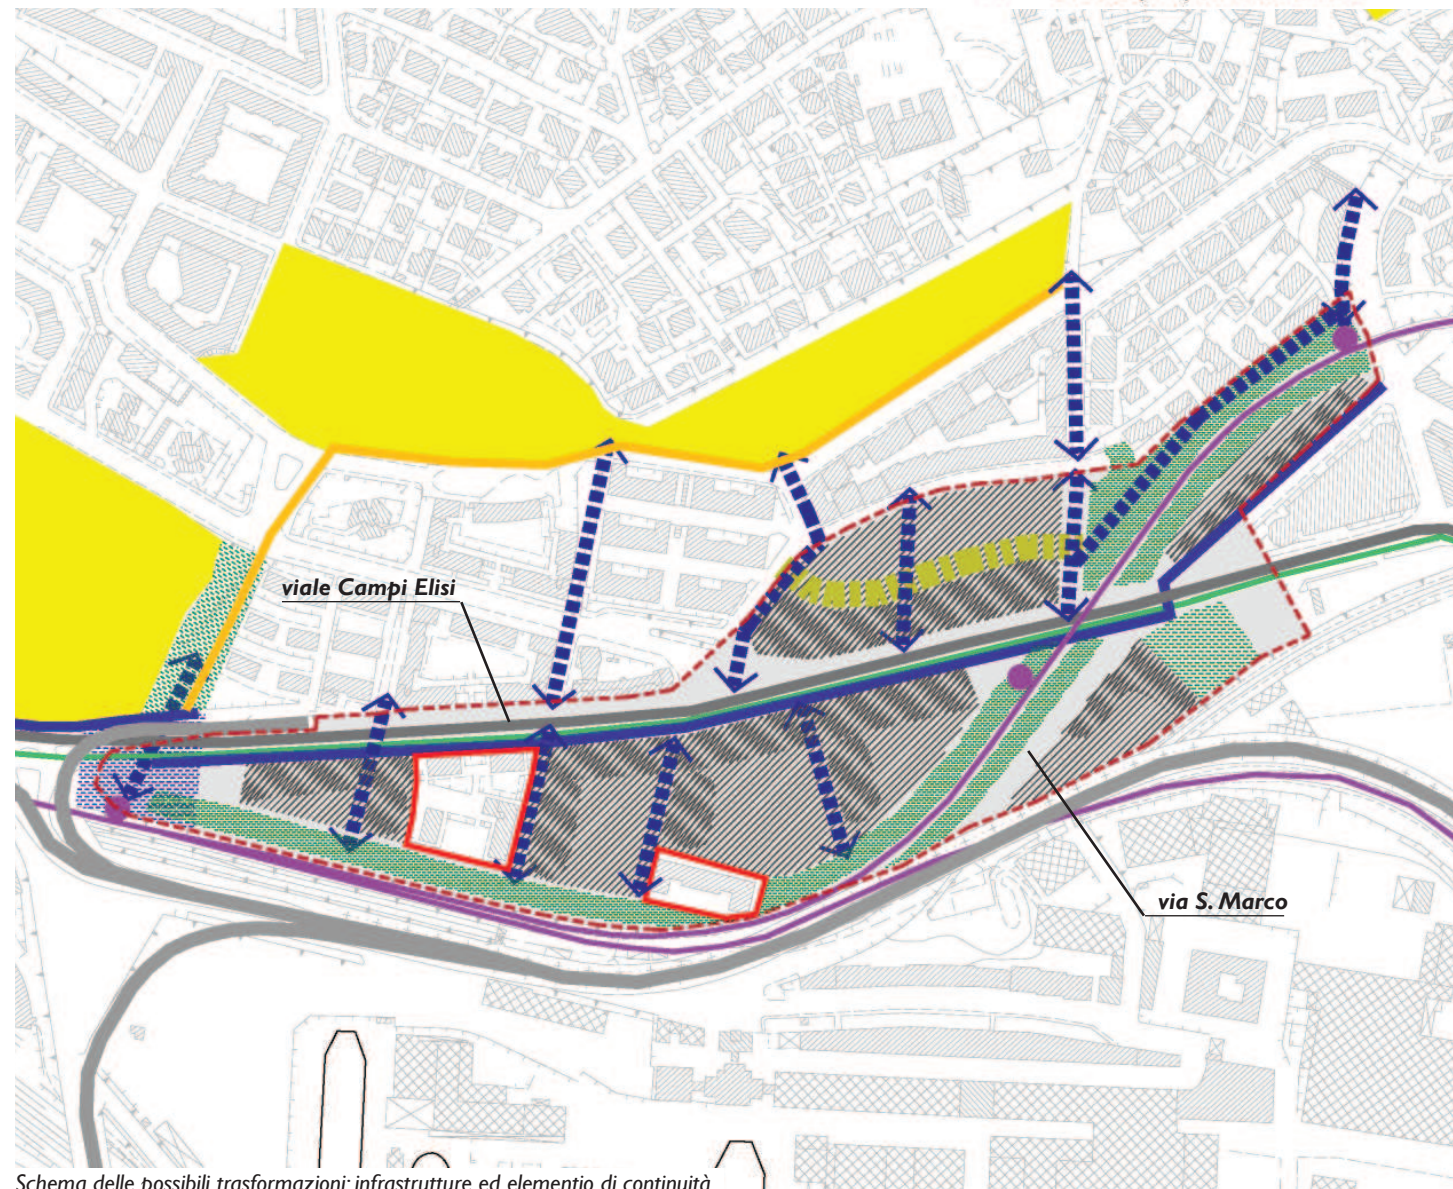 viale Campi Elisi
via S. Marco
Schema delle possibili trasformazioni: infrastrutture ed elementio di continuità